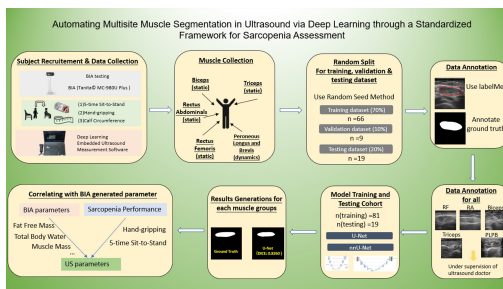 Automating Multisite Muscle Segmentation in Ultrasound via Deep Learning through a Standardized
Framework for Sarcopenia Assessment
Subject Recruitement & Data Collection
BIA testing
BIA (Tanita© MC-980U Plus )
(1)5-time Sit-to-Stand
(2)Hand-gripping
(3)Calf Circumference
Deep Learning
Embedded Ultrasound
Measurement Software
Muscle Collection
Biceps
(static)
Triceps
(static)
Rectus
Abdominals
(static)
Rectus
Femoris
(static)
Peroneous
Longus and
Brevis
(dynamics)
Random Split
For training, validation &
testing dataset
Use Random Seed Method
Training dataset (70%)
n =66
Validation dataset (10%)
n =9
Testing dataset (20%)
n =19
Data Annotation
Use labelMe
Annotate
ground truth
Data Annotation
for all
RF
RA
Biceps
Triceps
PLPB
Under supervision of
ultrasound doctor
Model Training and
Testing Cohort
n(training) =81
n(testing) =19
U-Net
nnU-Net
Results Generations for
each muscle groups
Ground Truth
U-Net
Correlating with BIA generated parameter
BIA parameters
Sarcopenia Performance
Fat Free Mass
Total Body Water
Muscle Mass
...
Hand-gripping
5-time Sit-to-Stand
US parameters